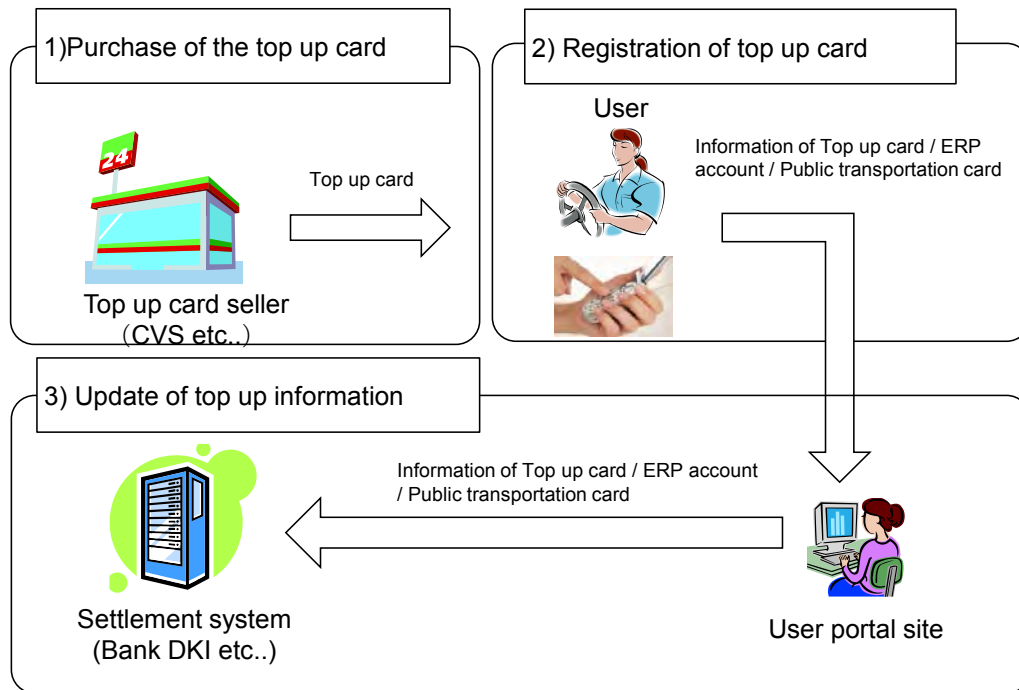 1)Purchase of the top up card
2) Registration of top up card
24
Top up card
Top up card seller
（CVS etc..）
User
Information of Top up card / ERP
account / Public transportation card
3) Update of top up information
Information of Top up card / ERP account
/ Public transportation card
Settlement system
(Bank DKI etc..)
User portal site